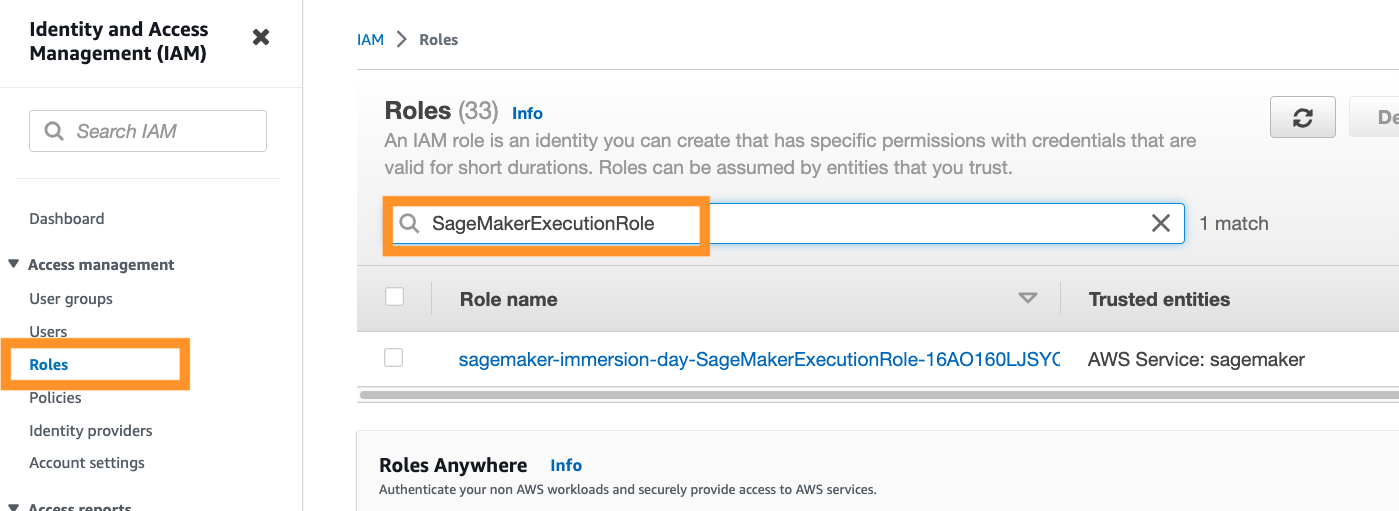 Identity and Access
Management (IAM)
Search IAM
Dashboard
Access management
User groups
Users
Roles
Policies
Identity providers
Account settings
Access reports
IAM
Roles
Roles (33) Info
An IAM role is an identity you can create that has specific permissions with credentials that are
valid for short durations. Roles can be assumed by entities that you trust.
De
SageMakerExecutionRole
1 match
Role name
Trusted entities
sagemaker-immersion-day-SageMakerExecutionRole-16AO160LJSYC
AWS Service: sagemaker
Roles Anywhere Info
Authenticate your non AWS workloads and securely provide access to AWS services.